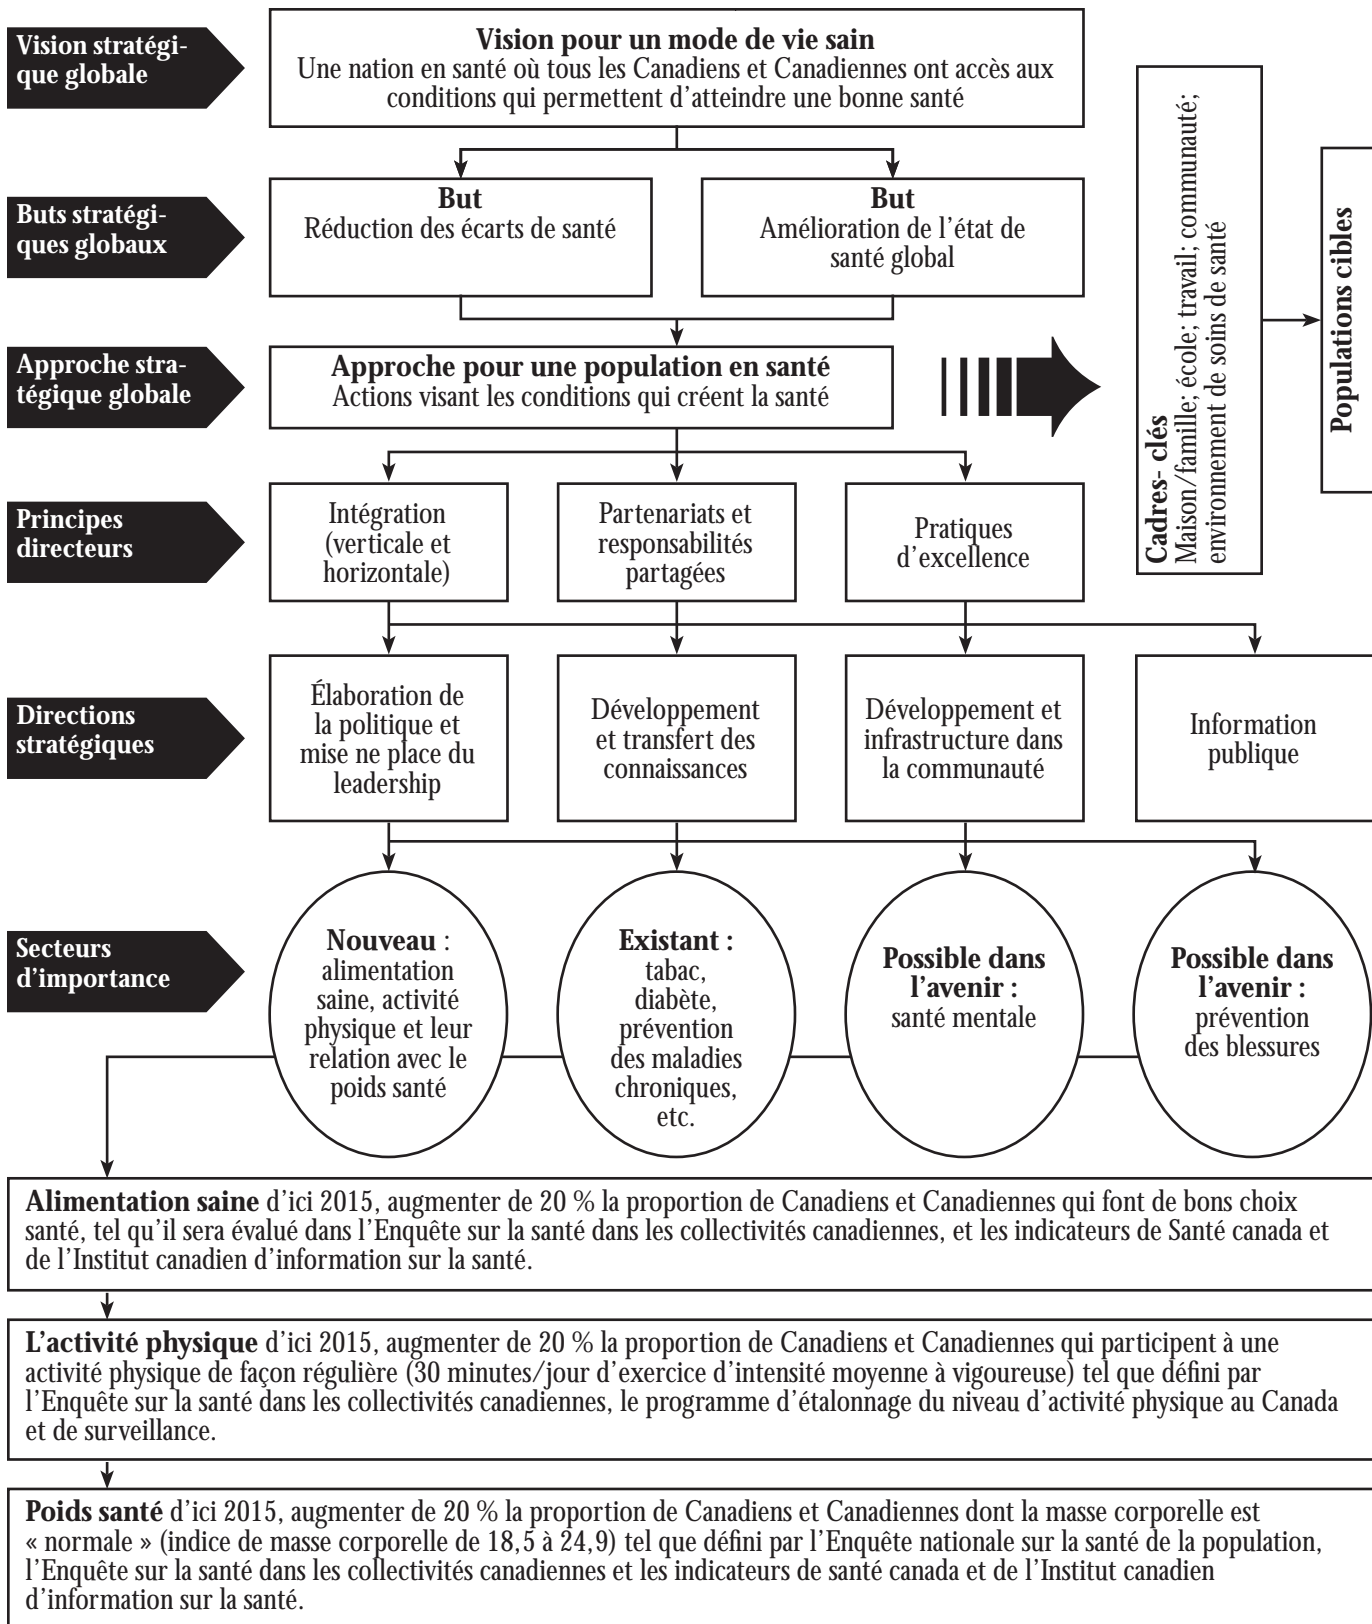 Vision stratégi-
que globale
Vision pour un mode de vie sain
Une nation en santé où tous les Canadiens et Canadiennes ont accès aux
conditions qui permettent d'atteindre une bonne santé
Buts stratégi-
ques globaux
But
Réduction des écarts de santé
But
Amélioration de l'état de
santé global
Approche stra-
tégique globale
Approche pour une population en santé
Actions visant les conditions qui créent la santé
Cadres- clés
Maison/famille; école; travail; communauté;
environnement de soins de santé
Populations cibles
Principes
directeurs
Intégration
(verticale et
horizontale)
Partenariats et
responsabilités
partagées
Pratiques
d'excellence
Directions
stratégiques
Élaboration de
la politique et
mise ne place du
leadership
Développement
et transfert des
connaissances
Développement et
infrastructure dans
la communauté
Information
publique
Secteurs
d'importance
Nouveau :
alimentation
saine, activité
physique et leur
relation avec le
poids santé
Existant :
tabac,
diabète,
prévention
des maladies
chroniques,
etc.
Possible dans
l'avenir :
santé mentale
Possible dans
l'avenir :
prévention
des blessures
Alimentation saine d'ici 2015, augmenter de 20 % la proportion de Canadiens et Canadiennes qui font de bons choix
santé, tel qu'il sera évalué dans l'Enquête sur la santé dans les collectivités canadiennes, et les indicateurs de Santé canada et
de l'Institut canadien d'information sur la santé.
L'activité physique d'ici 2015, augmenter de 20 % la proportion de Canadiens et Canadiennes qui participent à une
activité physique de façon régulière (30 minutes/jour d'exercice d'intensité moyenne à vigoureuse) tel que défini par
l'Enquête sur la santé dans les collectivités canadiennes, le programme d'étalonnage du niveau d'activité physique au Canada
et de surveillance.
Poids santé d'ici 2015, augmenter de 20 % la proportion de Canadiens et Canadiennes dont la masse corporelle est
« normale » (indice de masse corporelle de 18,5 à 24,9) tel que défini par l'Enquête nationale sur la santé de la population,
l'Enquête sur la santé dans les collectivités canadiennes et les indicateurs de santé canada et de l'Institut canadien
d'information sur la santé.